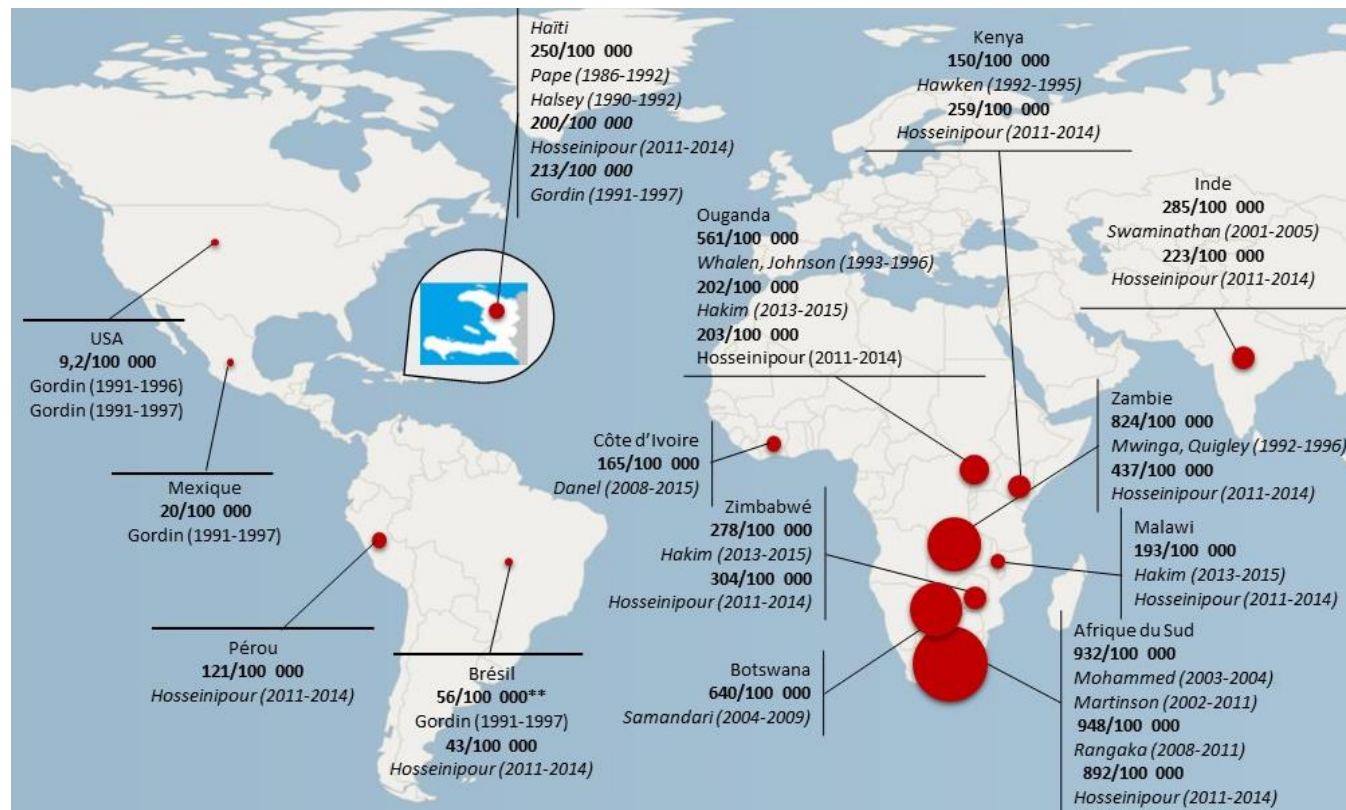 Haïti
250/100 000
Pape (1986-1992)
Halsey (1990-1992)
200/100 000
Hosseinipour (2011-2014)
213/100 000
Gordin (1991-1997)
Kenya
150/100 000
Hawken (1992-1995)
259/100 000
Hosseinipour (2011-2014)
Inde
285/100 000
Swaminathan (2001-2005)
223/100 000
Hosseinipour (2011-2014)
Ouganda
561/100 000
Whalen, Johnson (1993-1996)
202/100 000
Hakim (2013-2015)
203/100 000
Hosseinipour (2011-2014)
USA
9,2/100 000
Gordin (1991-1996)
Gordin (1991-1997)
Mexique
20/100 000
Gordin (1991-1997)
Côte d'Ivoire
165/100 000
Danel (2008-2015)
Zambie
824/100 000
Mwinga, Quigley (1992-1996)
437/100 000
Hosseinipour (2011-2014)
Zimbabwé
278/100 000
Hakim (2013-2015)
304/100 000
Hosseinipour (2011-2014)
Malawi
193/100 000
Hakim (2013-2015)
Hosseinipour (2011-2014)
Pérou
121/100 000
Hosseinipour (2011-2014)
Brésil
56/100 000**
Gordin (1991-1997)
43/100 000
Hosseinipour (2011-2014)
Botswana
640/100 000
Samandari (2004-2009)
Afrique du Sud
932/100 000
Mohammed (2003-2004)
Martinson (2002-2011)
948/100 000
Rangaka (2008-2011)
892/100 000
Hosseinipour (2011-2014)